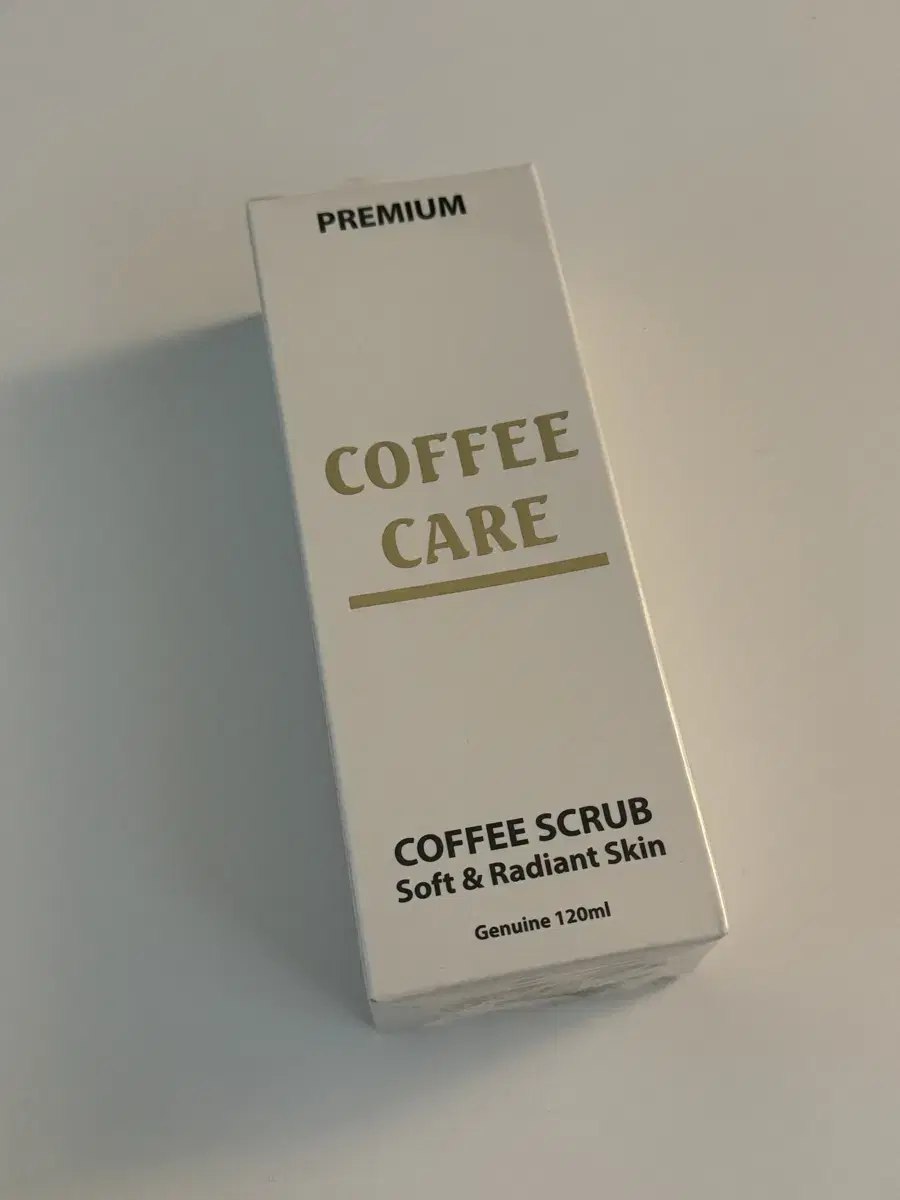 PREMIUM
COFFEE
CARE
COFFEE SCRUB
Soft & Radiant Skin
Genuine 120ml